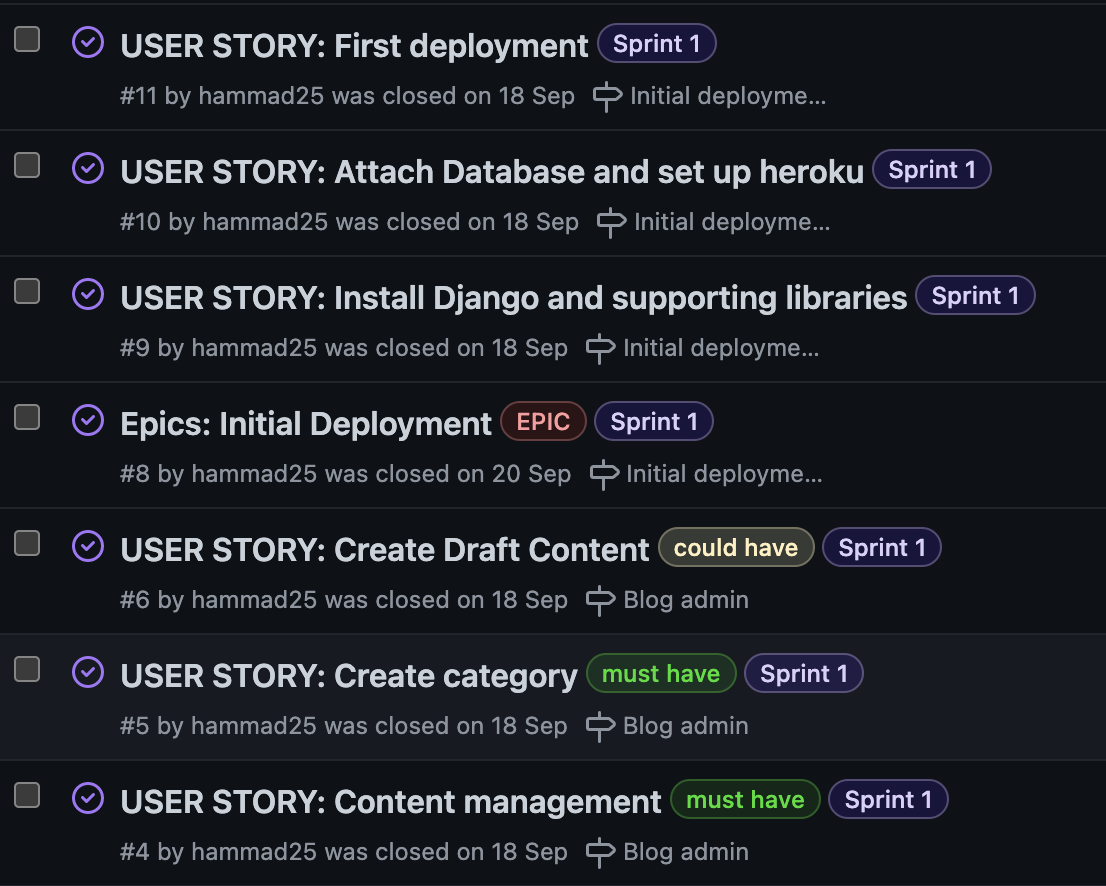 USER STORY: First deployment Sprint 1
#11 by hammad25 was closed on 18 Sep Initial deployme...
USER STORY: Attach Database and set up heroku Sprint 1
#10 by hammad25 was closed on 18 Sep Initial deployme...
USER STORY: Install Django and supporting libraries Sprint 1
#9 by hammad25 was closed on 18 Sep Initial deployme...
Epics: Initial Deployment EPIC Sprint 1
#8 by hammad25 was closed on 20 Sep Initial deployme...
USER STORY: Create Draft Content could have Sprint 1
#6 by hammad25 was closed on 18 Sep Blog admin
USER STORY: Create category must have Sprint 1
#5 by hammad25 was closed on 18 Sep Blog admin
USER STORY: Content management must have Sprint 1
#4 by hammad25 was closed on 18 Sep Blog admin